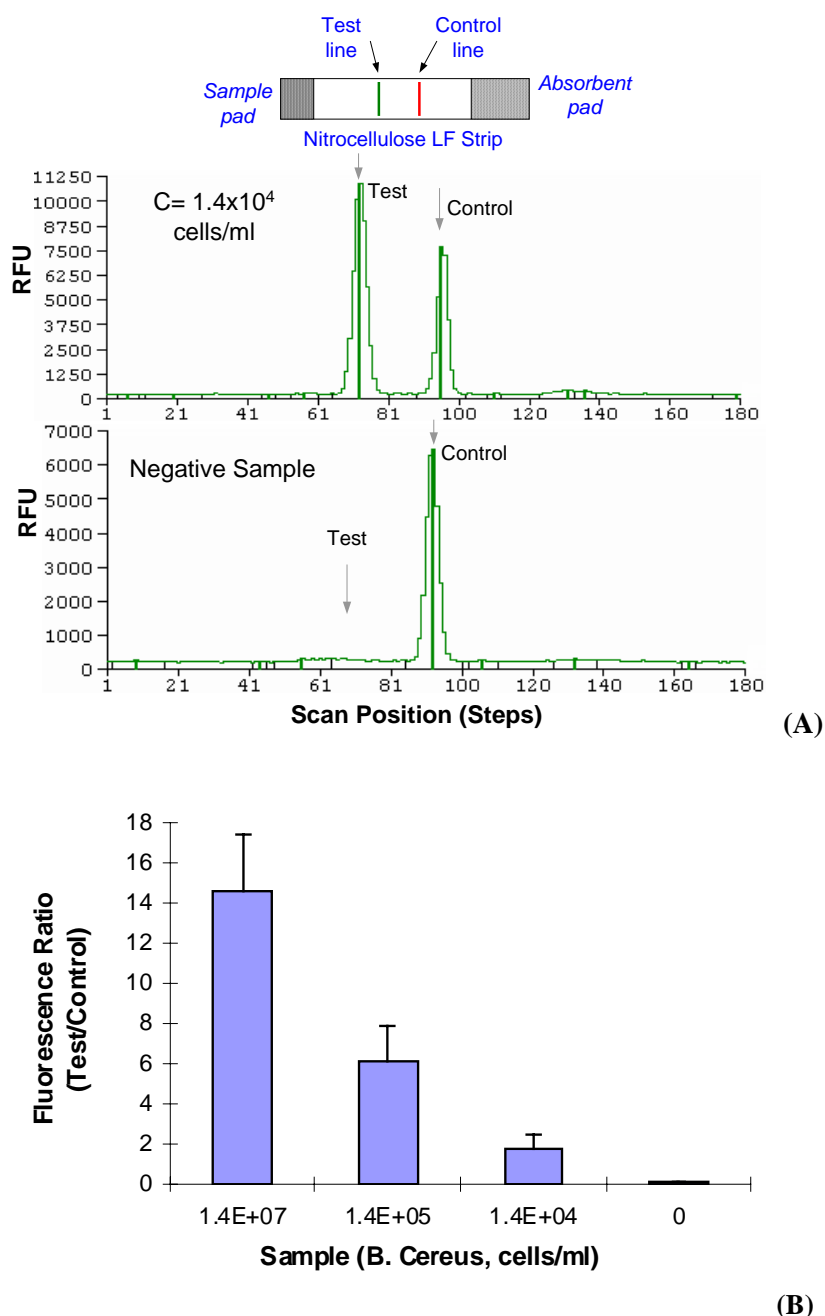 Test line
Control line
Sample pad
Absorbent pad
Nitrocellulose LF Strip
11250
10000
8750
7500
6250
5000
3750
2500
1250
0
RFU
C= 1.4x10⁴
cells/ml
Test
Control
1 21 41 61 81 100 120 140 160 180
7000
6000
5000
4000
3000
2000
1000
0
RFU
Negative Sample
Control
Test
1 21 41 61 81 100 120 140 160 180
Scan Position (Steps)
(A)
18
16
14
12
10
8
6
4
2
0
Fluorescence Ratio
(Test/Control)
1.4E+07 1.4E+05 1.4E+04 0
Sample (B. Cereus, cells/ml)
(B)